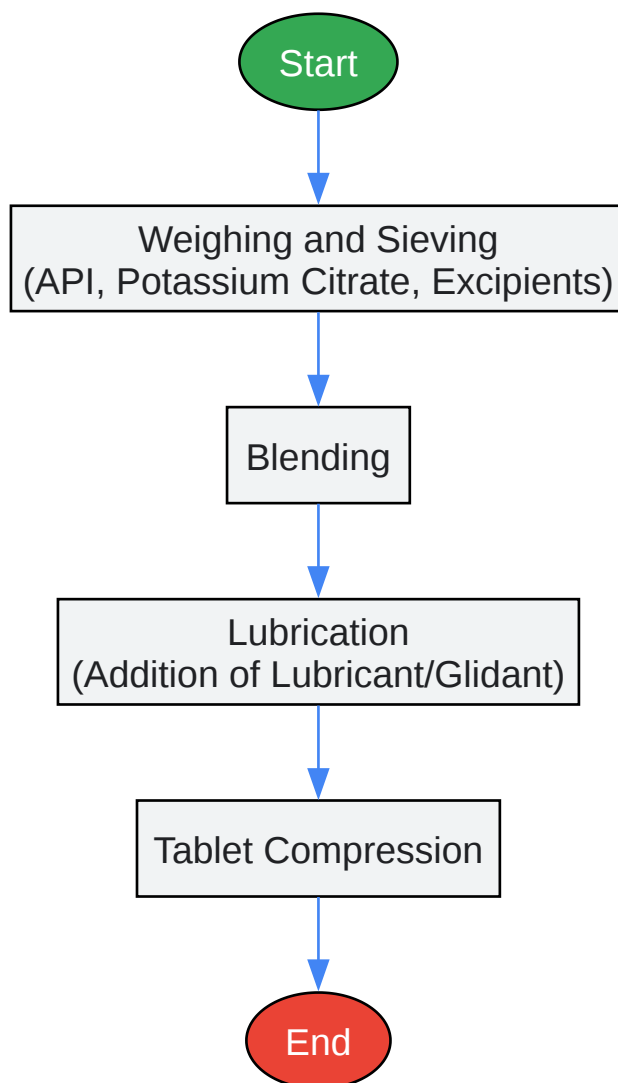 Start
Weighing and Sieving
(API, Potassium Citrate, Excipients)
Blending
Lubrication
(Addition of Lubricant/Glidant)
Tablet Compression
End